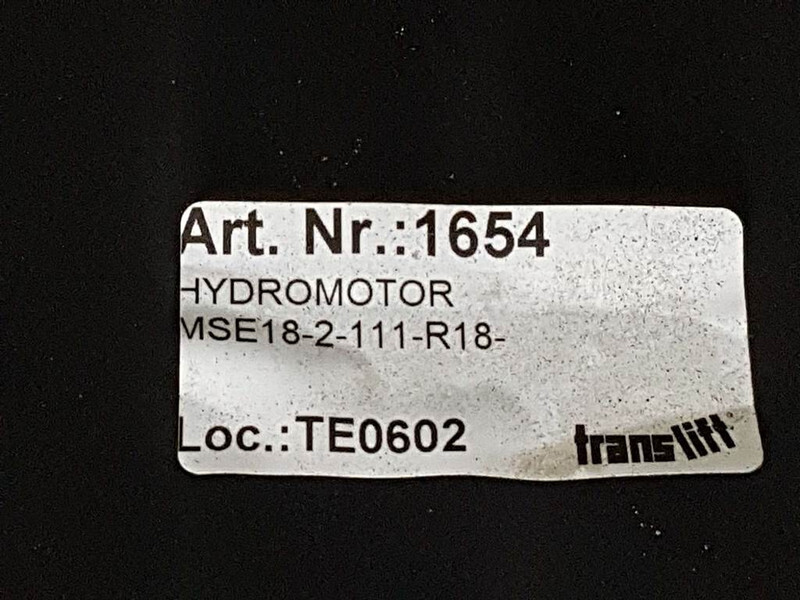 Art. Nr.:1654
HYDROMOTOR
MSE18-2-111-R18-
Loc.:TE0602
translift